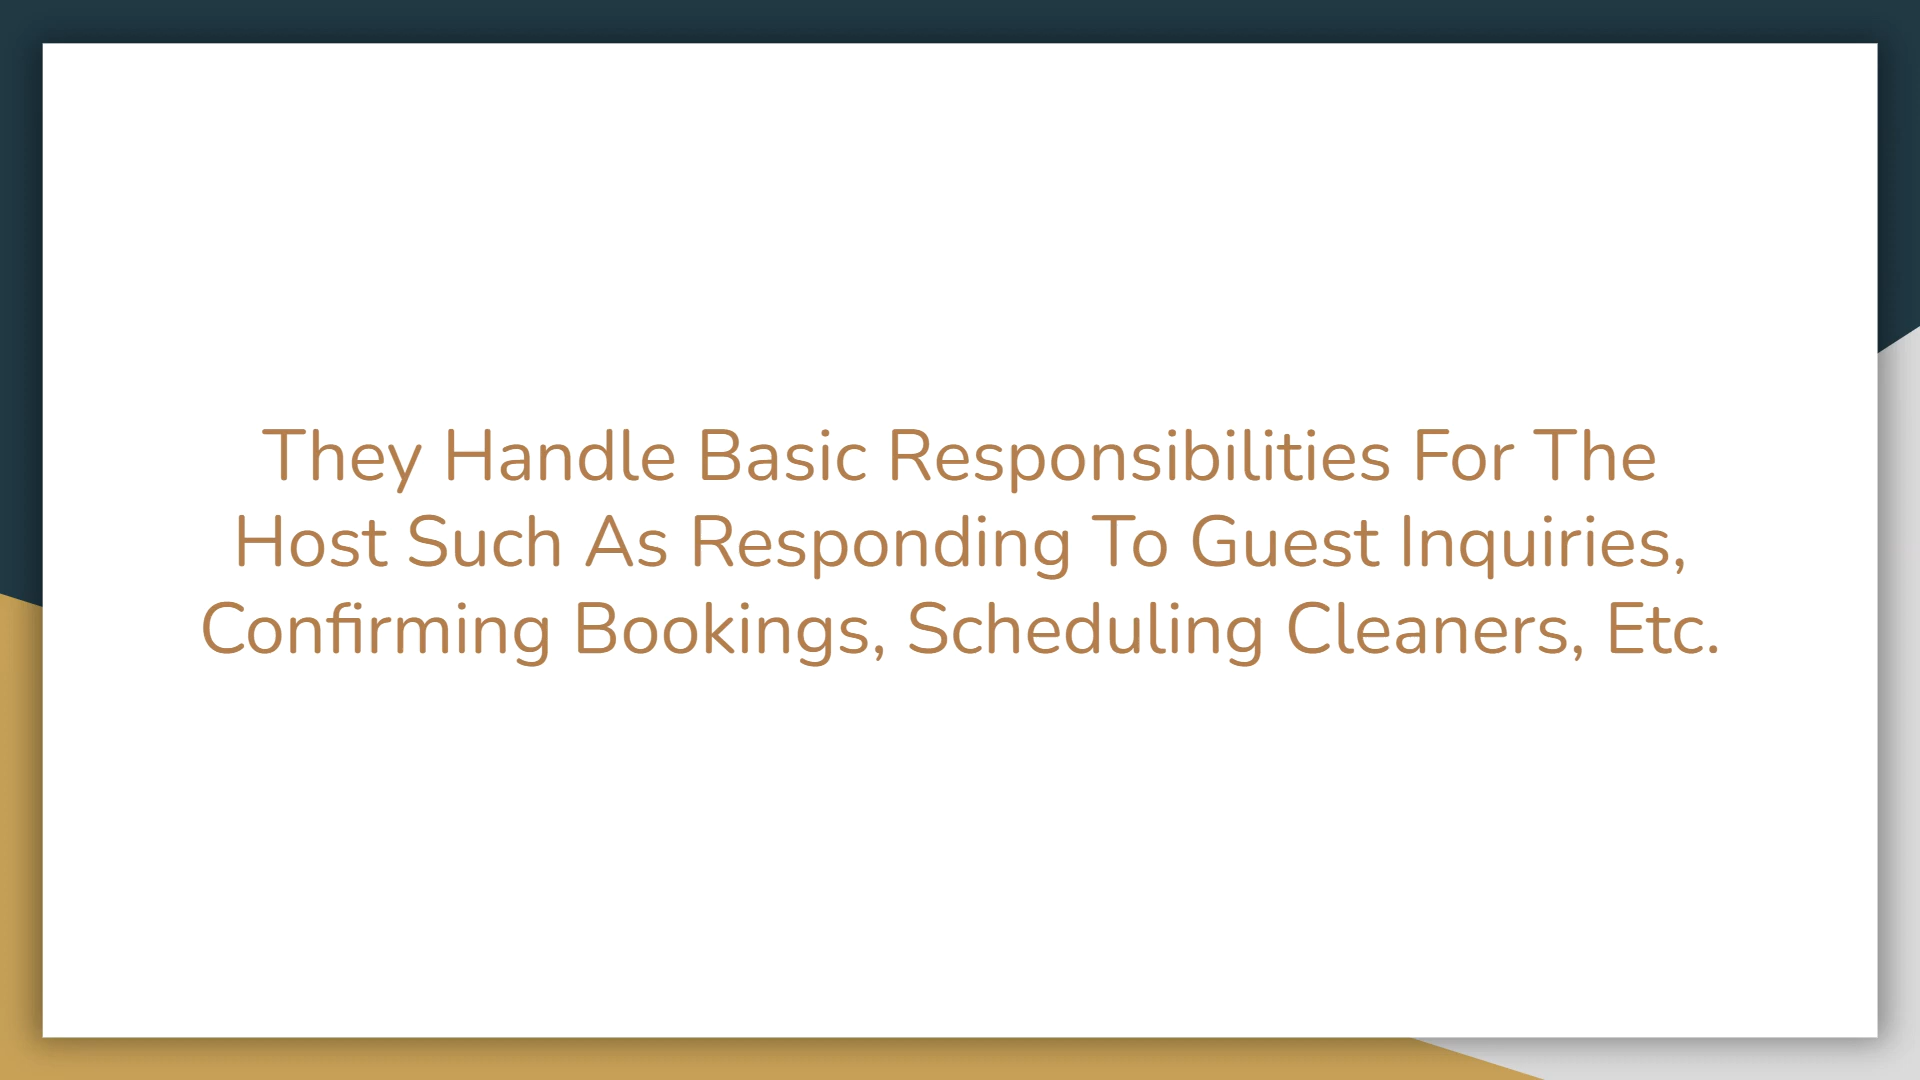 They Handle Basic Responsibilities For The
Host Such As Responding To Guest Inquiries,
Confirming Bookings, Scheduling Cleaners, Etc.